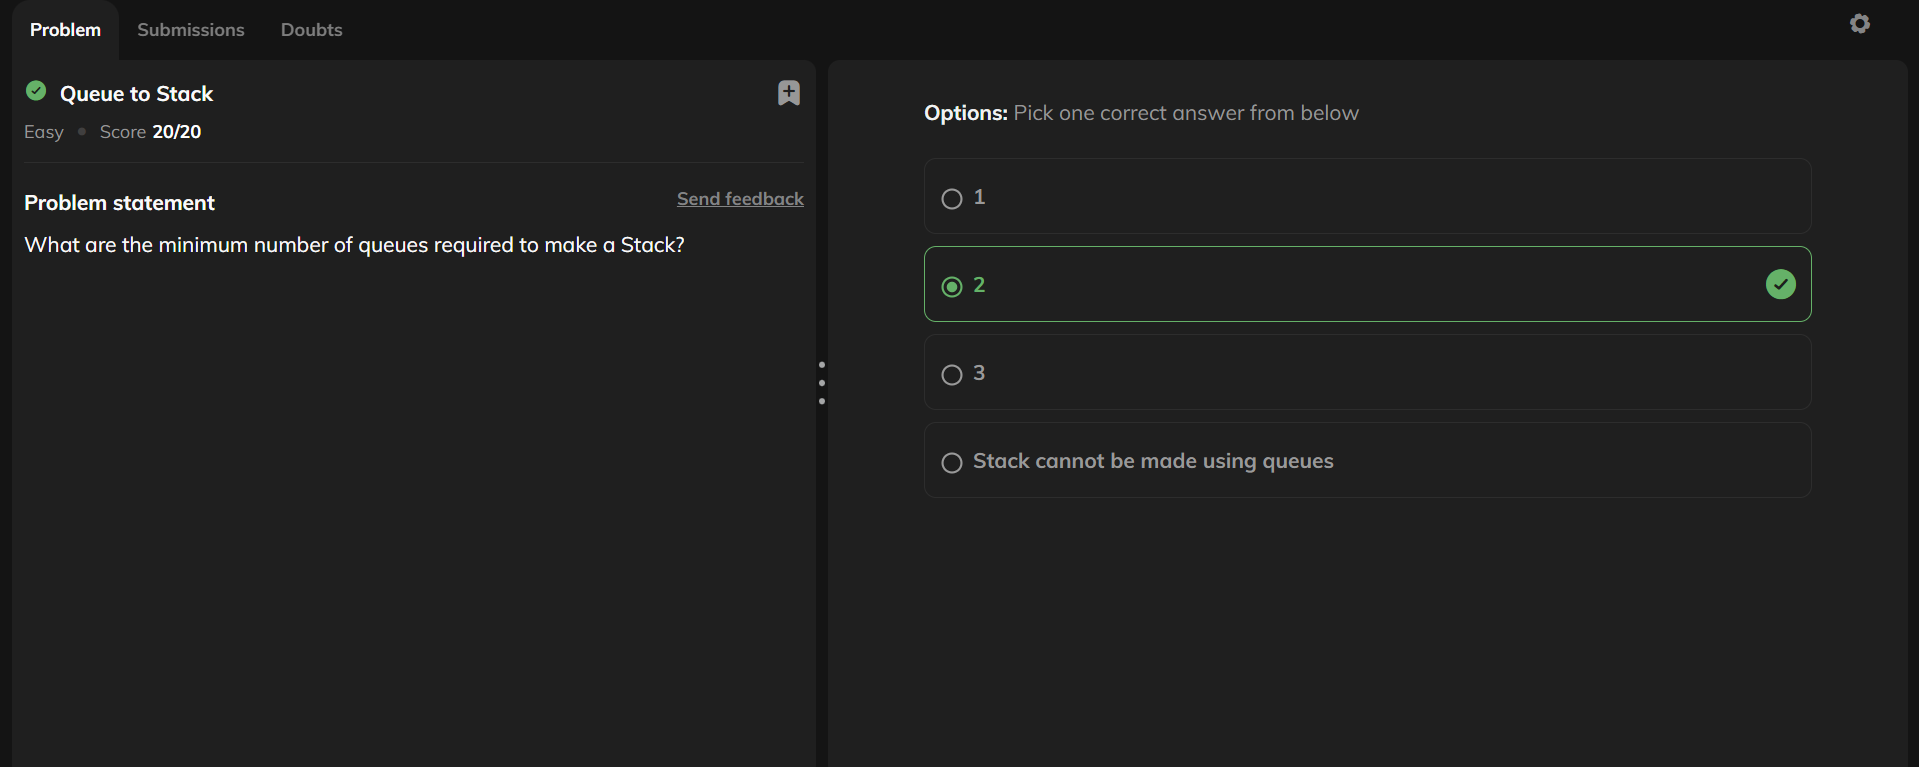 Problem
Submissions
Doubts
Queue to Stack
Easy • Score 20/20
Problem statement
Send feedback
What are the minimum number of queues required to make a Stack?
Options: Pick one correct answer from below
1
2
3
Stack cannot be made using queues